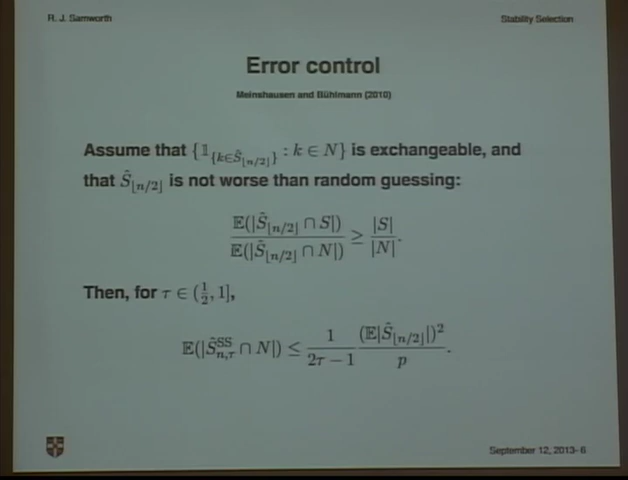 R. J. Samworth
Stability Selection
Error control
Meinshausen and Bühlmann (2010)
Assume that {𝟙_{k∈Ŝ_{⌊n/2⌋}} : k ∈ N} is exchangeable, and
that Ŝ_{⌊n/2⌋} is not worse than random guessing:
E(|Ŝ_{⌊n/2⌋} ∩ S|) / E(|Ŝ_{⌊n/2⌋} ∩ N|) ≥ |S| / |N|.
Then, for τ ∈ (1/2, 1],
E(|Ŝ^{SS}_{n,τ} ∩ N|) ≤ 1/(2τ − 1) (E|Ŝ_{⌊n/2⌋}|)² / p.
September 12, 2013- 6